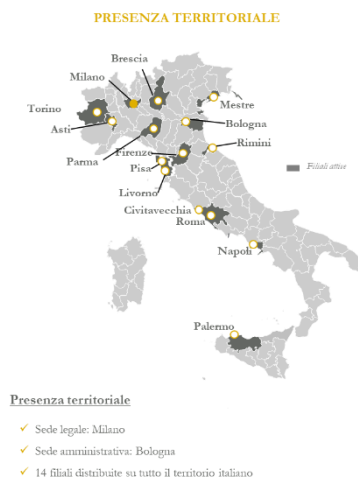 PRESENZA TERRITORIALE
Brescia
Milano
Torino
Mestre
Asti
Bologna
Rimini
Parma
Firenze
Pisa
Filiali attive
Livorno
Civitavecchia
Roma
Napoli
Palermo
Presenza territoriale
✓ Sede legale: Milano
✓ Sede amministrativa: Bologna
✓ 14 filiali distribuite su tutto il territorio italiano